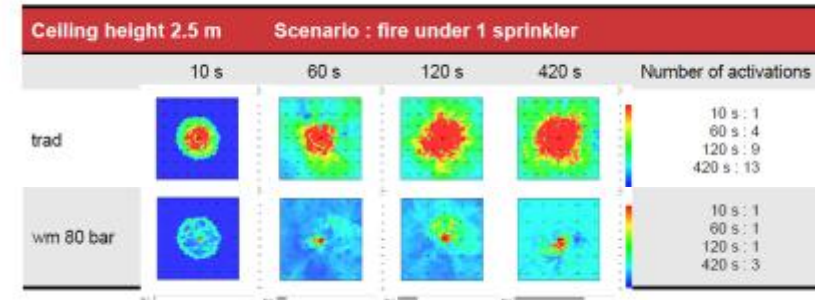 Ceiling height 2.5 m Scenario : fire under 1 sprinkler
10 s 60 s 120 s 420 s Number of activations
trad
10 s : 1
60 s : 4
120 s : 9
420 s : 13
wm 80 bar
10 s : 1
60 s : 1
120 s : 1
420 s : 3